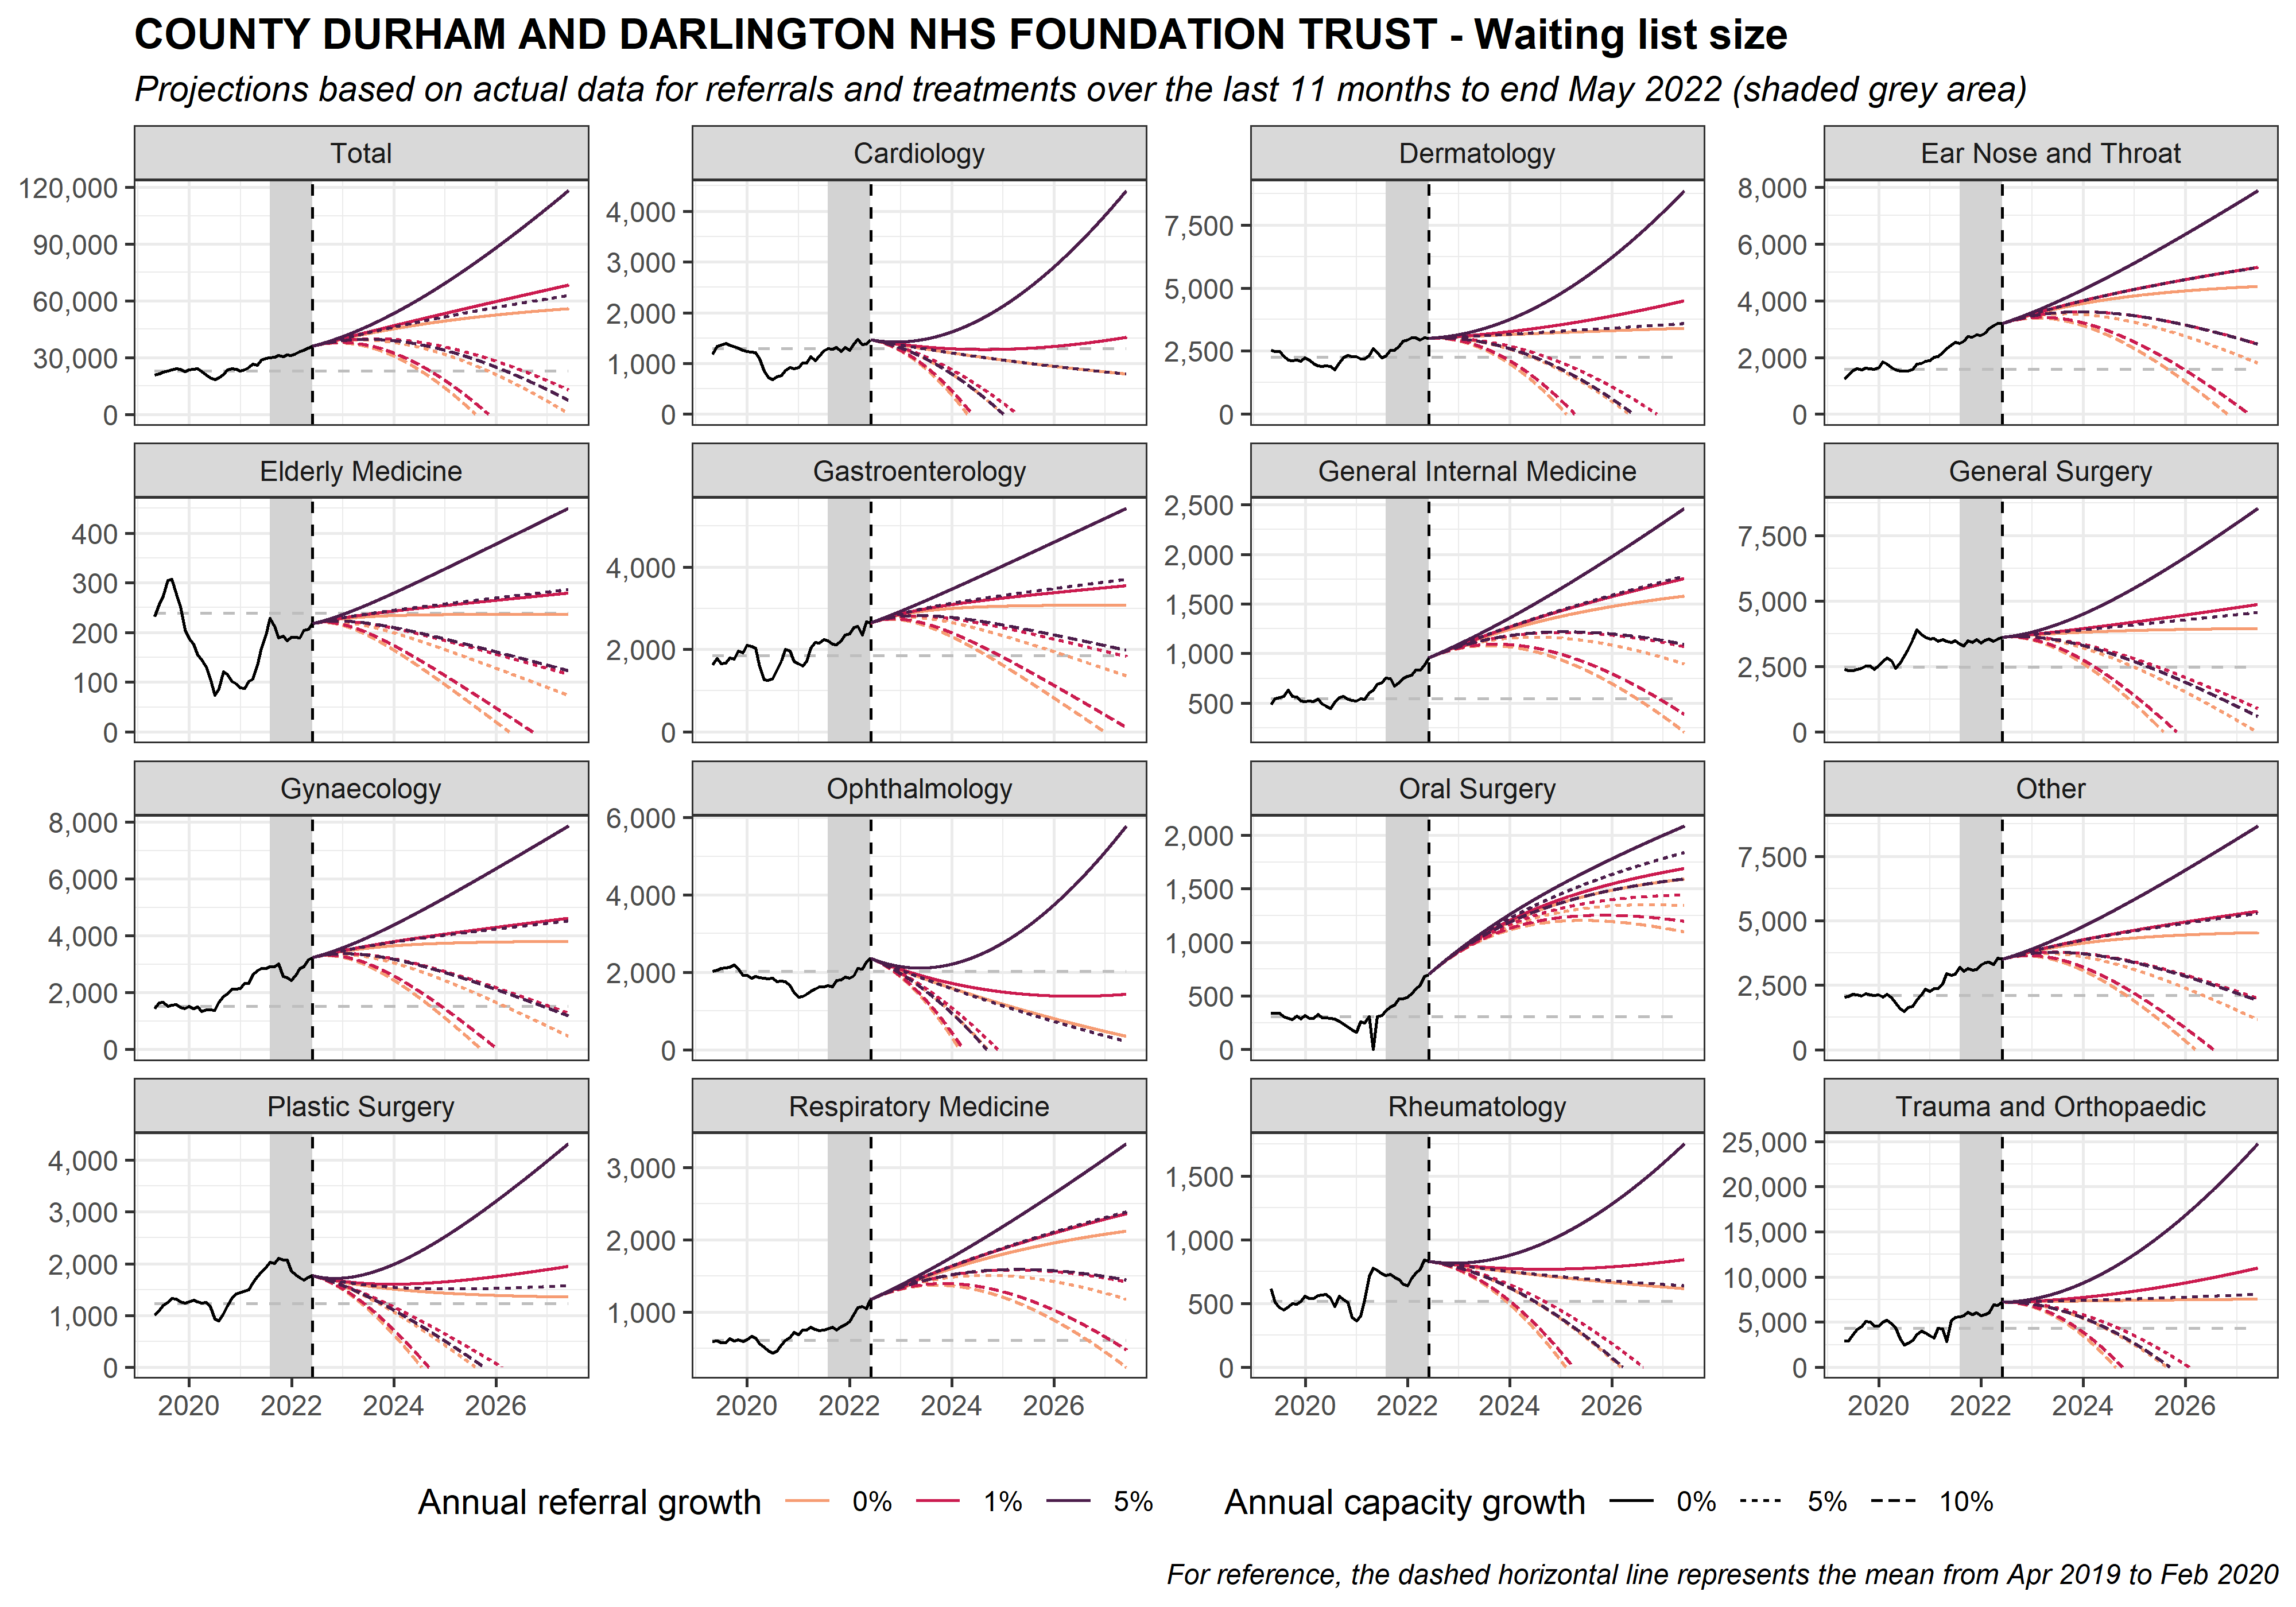 COUNTY DURHAM AND DARLINGTON NHS FOUNDATION TRUST - Waiting list size
Projections based on actual data for referrals and treatments over the last 11 months to end May 2022 (shaded grey area)
Total
Cardiology
Dermatology
Ear Nose and Throat
120,000
90,000
60,000
30,000
0
4,000
3,000
2,000
1,000
0
7,500
5,000
2,500
0
8,000
6,000
4,000
2,000
0
Elderly Medicine
Gastroenterology
General Internal Medicine
General Surgery
400
300
200
100
0
4,000
2,000
0
2,500
2,000
1,500
1,000
500
7,500
5,000
2,500
0
Gynaecology
Ophthalmology
Oral Surgery
Other
8,000
6,000
4,000
2,000
0
6,000
4,000
2,000
0
2,000
1,500
1,000
500
0
7,500
5,000
2,500
0
Plastic Surgery
Respiratory Medicine
Rheumatology
Trauma and Orthopaedic
4,000
3,000
2,000
1,000
0
3,000
2,000
1,000
1,500
1,000
500
0
25,000
20,000
15,000
10,000
5,000
0
2020 2022 2024 2026
2020 2022 2024 2026
2020 2022 2024 2026
2020 2022 2024 2026
Annual referral growth 0% 1% 5%
Annual capacity growth 0% 5% 10%
For reference, the dashed horizontal line represents the mean from Apr 2019 to Feb 2020